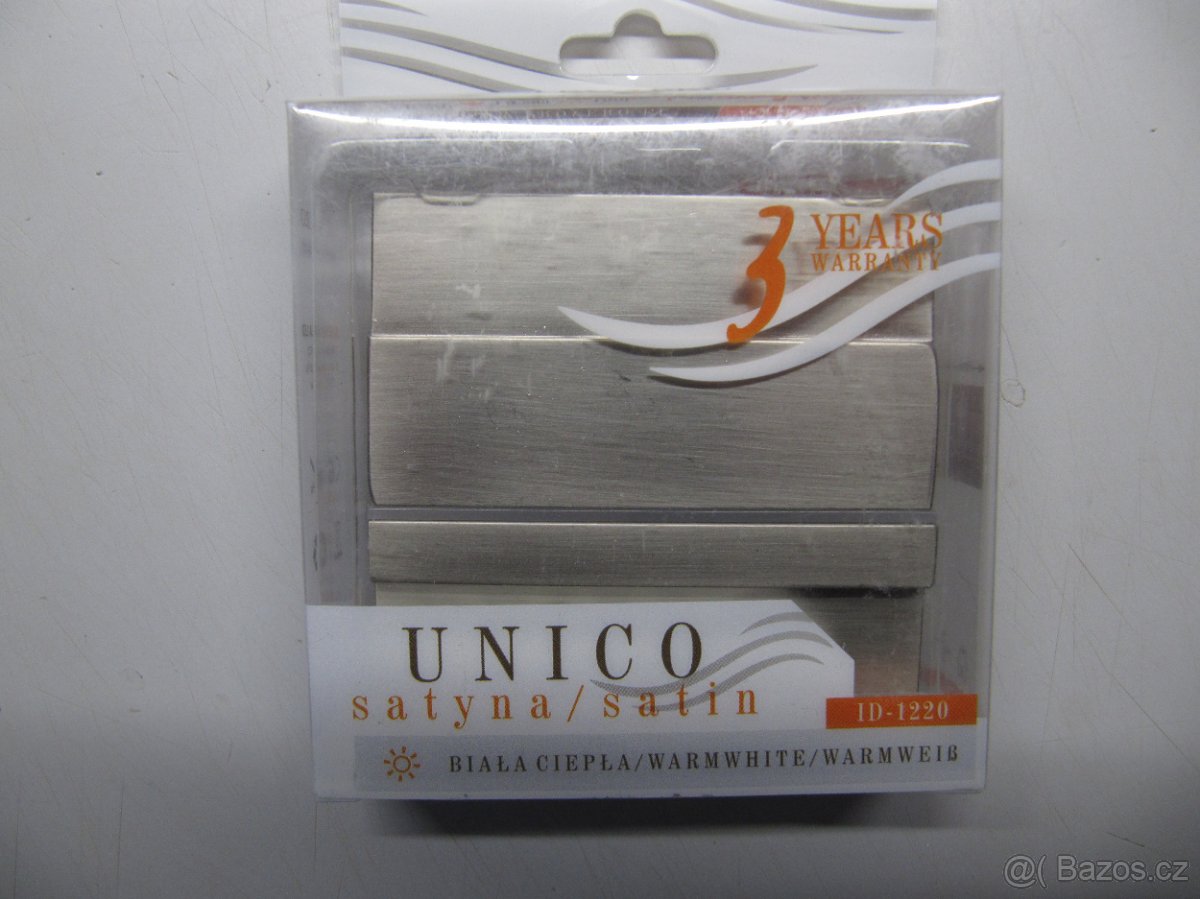 3 YEARS
WARRANTY
UNICO
satyna/satin
ID-1220
BIAŁA CIEPŁA/WARMWHITE/WARMWEIß
@( Bazos.cz